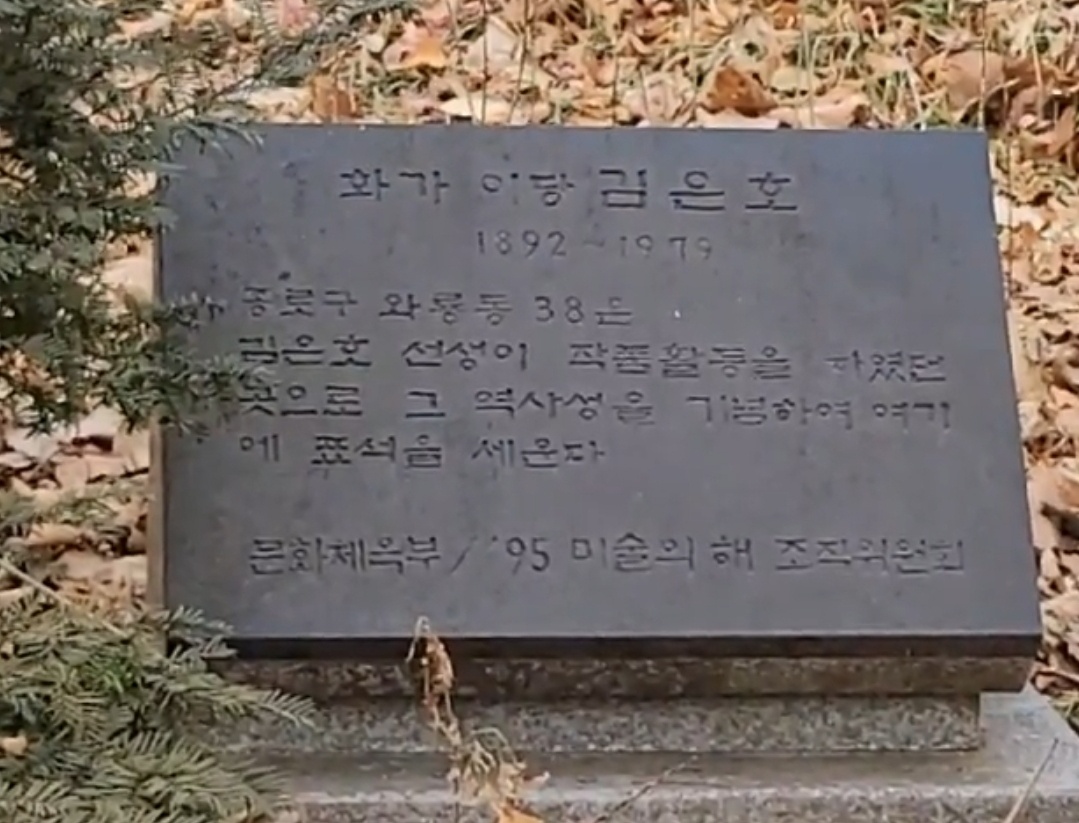 화가 이당 김은호
1892 ~ 1979
종로구 와룡동 38은
김은호 선생이 작품활동을 하였던
곳으로 그 역사성을 기념하여 여기
에 표석을 세운다
문화체육부 / '95 미술의 해 조직위원회